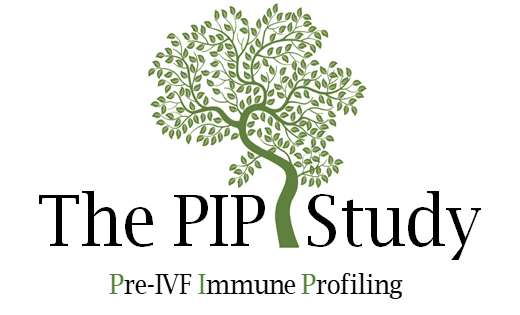 The PIP Study
Pre-IVF Immune Profiling